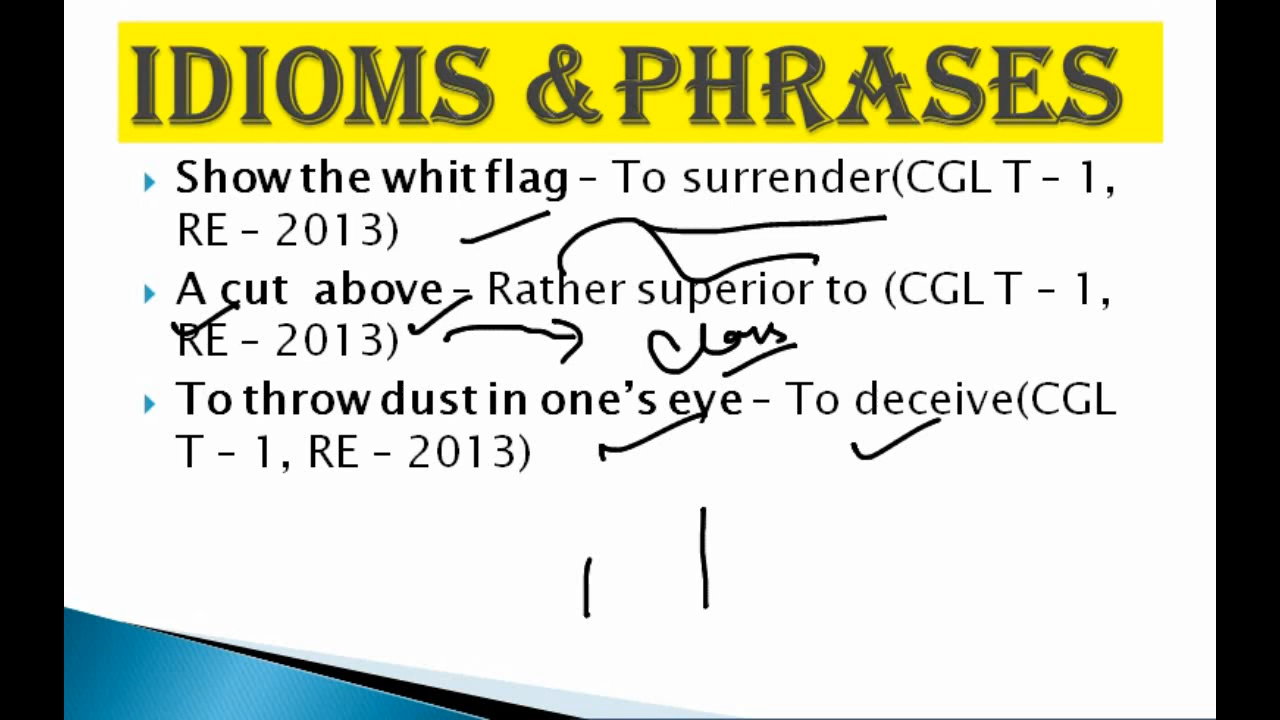 IDIOMS & PHRASES
Show the whit flag – To surrender(CGL T – 1,
RE – 2013)
A cut above – Rather superior to (CGL T – 1,
RE – 2013)
class
To throw dust in one's eye – To deceive(CGL
T – 1, RE – 2013)